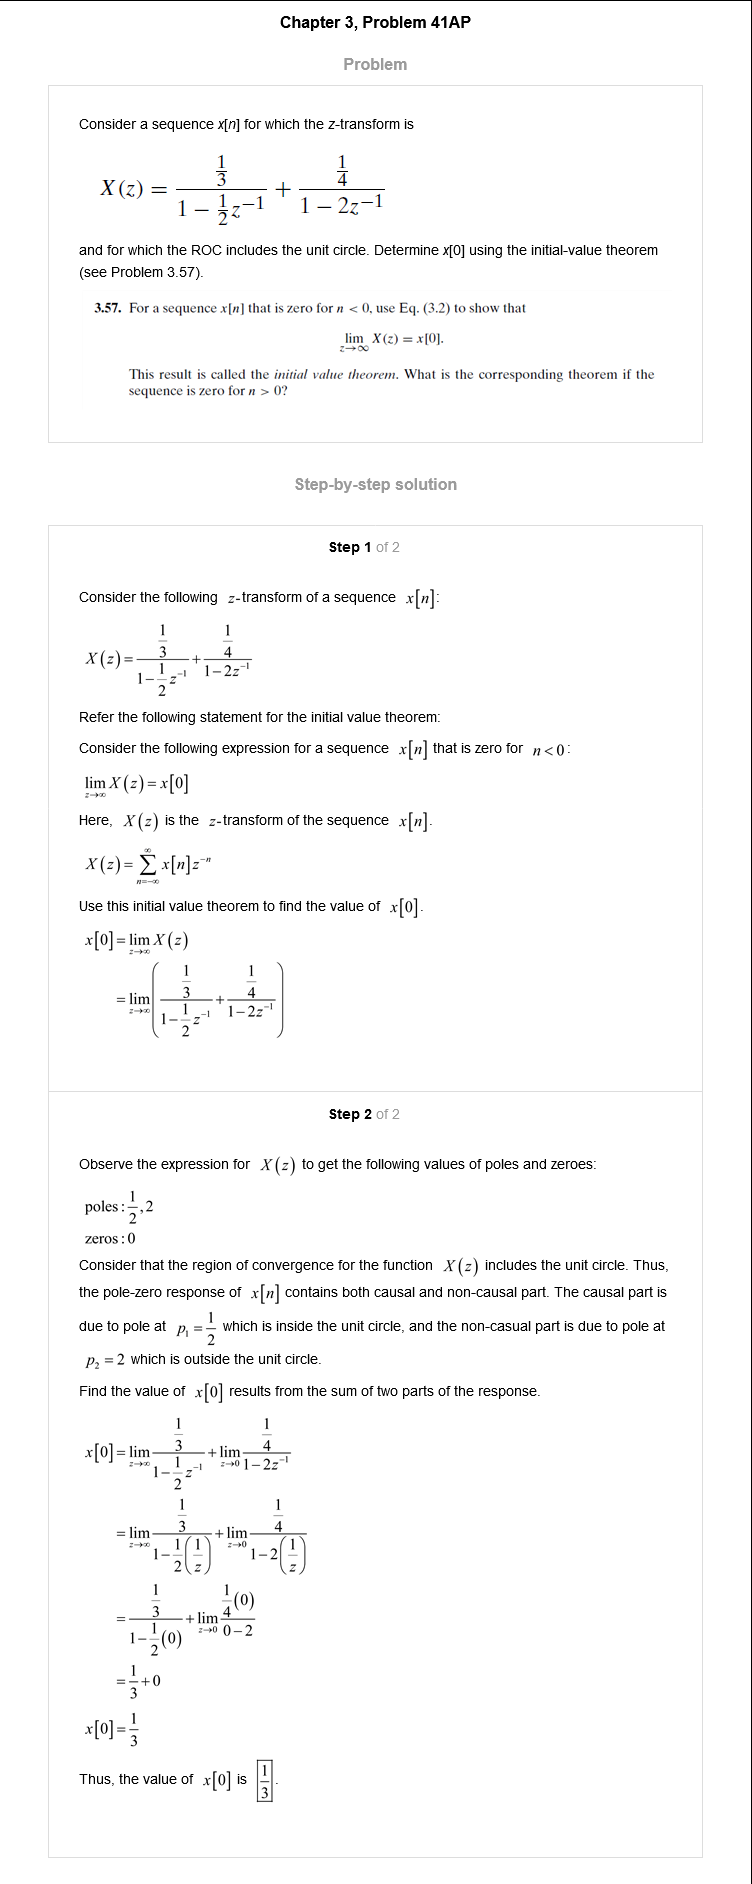 Chapter 3, Problem 41AP
Problem
Consider a sequence x[n] for which the z-transform is
X(z) = \frac{\frac{1}{3}}{1 - \frac{1}{2}z^{-1}} + \frac{\frac{1}{4}}{1 - 2z^{-1}}
and for which the ROC includes the unit circle. Determine x[0] using the initial-value theorem
(see Problem 3.57).
3.57. For a sequence x[n] that is zero for n < 0, use Eq. (3.2) to show that
\lim_{z→∞} X(z) = x[0].
This result is called the initial value theorem. What is the corresponding theorem if the
sequence is zero for n > 0?
Step-by-step solution
Step 1 of 2
Consider the following z-transform of a sequence x[n]:
X(z) = \frac{\frac{1}{3}}{1-\frac{1}{2}z^{-1}} + \frac{\frac{1}{4}}{1-2z^{-1}}
Refer the following statement for the initial value theorem:
Consider the following expression for a sequence x[n] that is zero for n<0:
\lim_{z→∞} X(z) = x[0]
Here, X(z) is the z-transform of the sequence x[n].
X(z) = \sum_{n=-∞}^{∞} x[n]z^{-n}
Use this initial value theorem to find the value of x[0].
x[0] = \lim_{z→∞} X(z)
= \lim_{z→∞} \left( \frac{\frac{1}{3}}{1-\frac{1}{2}z^{-1}} + \frac{\frac{1}{4}}{1-2z^{-1}} \right)
Step 2 of 2
Observe the expression for X(z) to get the following values of poles and zeroes:
poles : \frac{1}{2}, 2
zeros : 0
Consider that the region of convergence for the function X(z) includes the unit circle. Thus,
the pole-zero response of x[n] contains both causal and non-causal part. The causal part is
due to pole at p_1 = \frac{1}{2} which is inside the unit circle, and the non-casual part is due to pole at
p_2 = 2 which is outside the unit circle.
Find the value of x[0] results from the sum of two parts of the response.
x[0] = \lim_{z→∞} \frac{\frac{1}{3}}{1-\frac{1}{2}z^{-1}} + \lim_{z→0} \frac{\frac{1}{4}}{1-2z^{-1}}
= \lim_{z→∞} \frac{\frac{1}{3}}{1-\frac{1}{2}\left(\frac{1}{z}\right)} + \lim_{z→0} \frac{\frac{1}{4}}{1-2\left(\frac{1}{z}\right)}
= \frac{\frac{1}{3}}{1-\frac{1}{2}(0)} + \lim_{z→0} \frac{\frac{1}{4}(0)}{0-2}
= \frac{1}{3} + 0
x[0] = \frac{1}{3}
Thus, the value of x[0] is \boxed{\frac{1}{3}}.